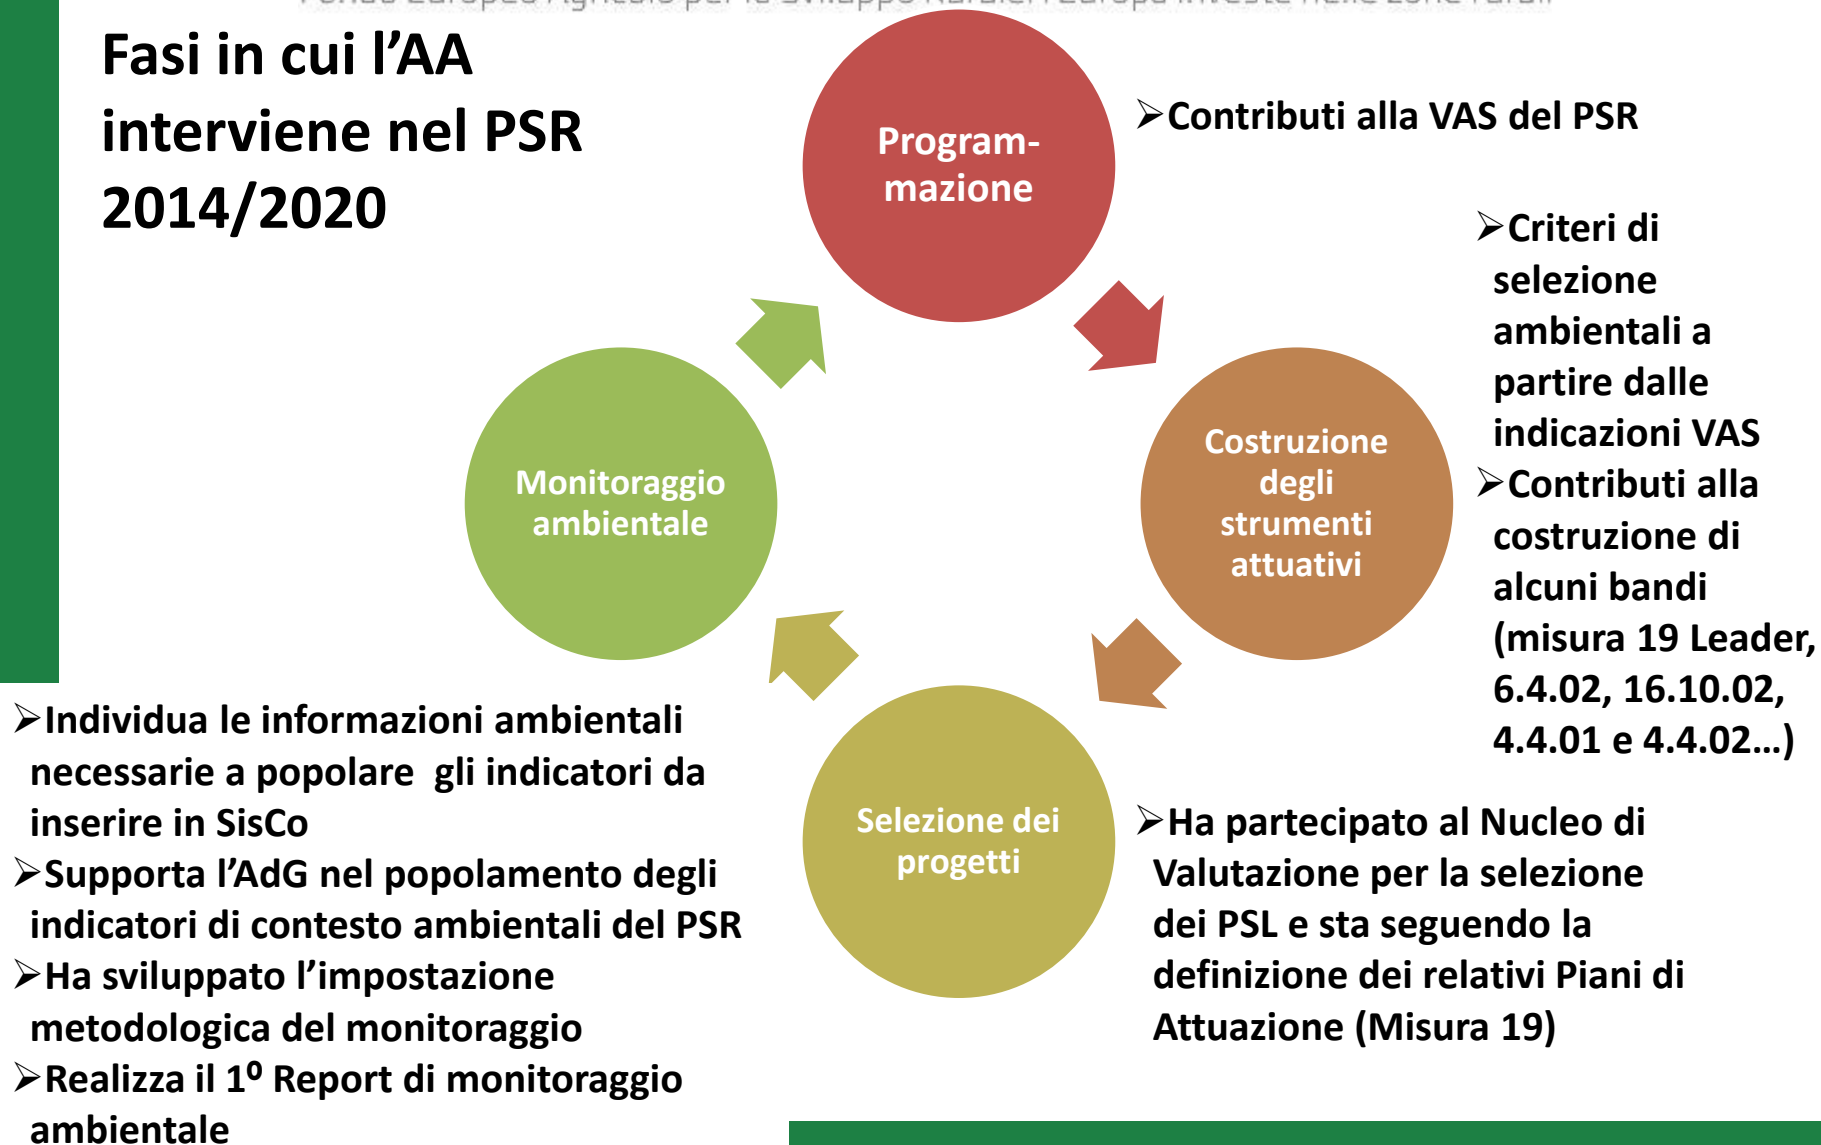 Fasi in cui l’AA
interviene nel PSR
2014/2020
Program-
mazione
➢Contributi alla VAS del PSR
Costruzione
degli
strumenti
attuativi
➢Criteri di
selezione
ambientali a
partire dalle
indicazioni VAS
➢Contributi alla
costruzione di
alcuni bandi
(misura 19 Leader,
6.4.02, 16.10.02,
4.4.01 e 4.4.02…)
Selezione dei
progetti
➢Ha partecipato al Nucleo di
Valutazione per la selezione
dei PSL e sta seguendo la
definizione dei relativi Piani di
Attuazione (Misura 19)
Monitoraggio
ambientale
➢Individua le informazioni ambientali
necessarie a popolare gli indicatori da
inserire in SisCo
➢Supporta l’AdG nel popolamento degli
indicatori di contesto ambientali del PSR
➢Ha sviluppato l’impostazione
metodologica del monitoraggio
➢Realizza il 1⁰ Report di monitoraggio
ambientale